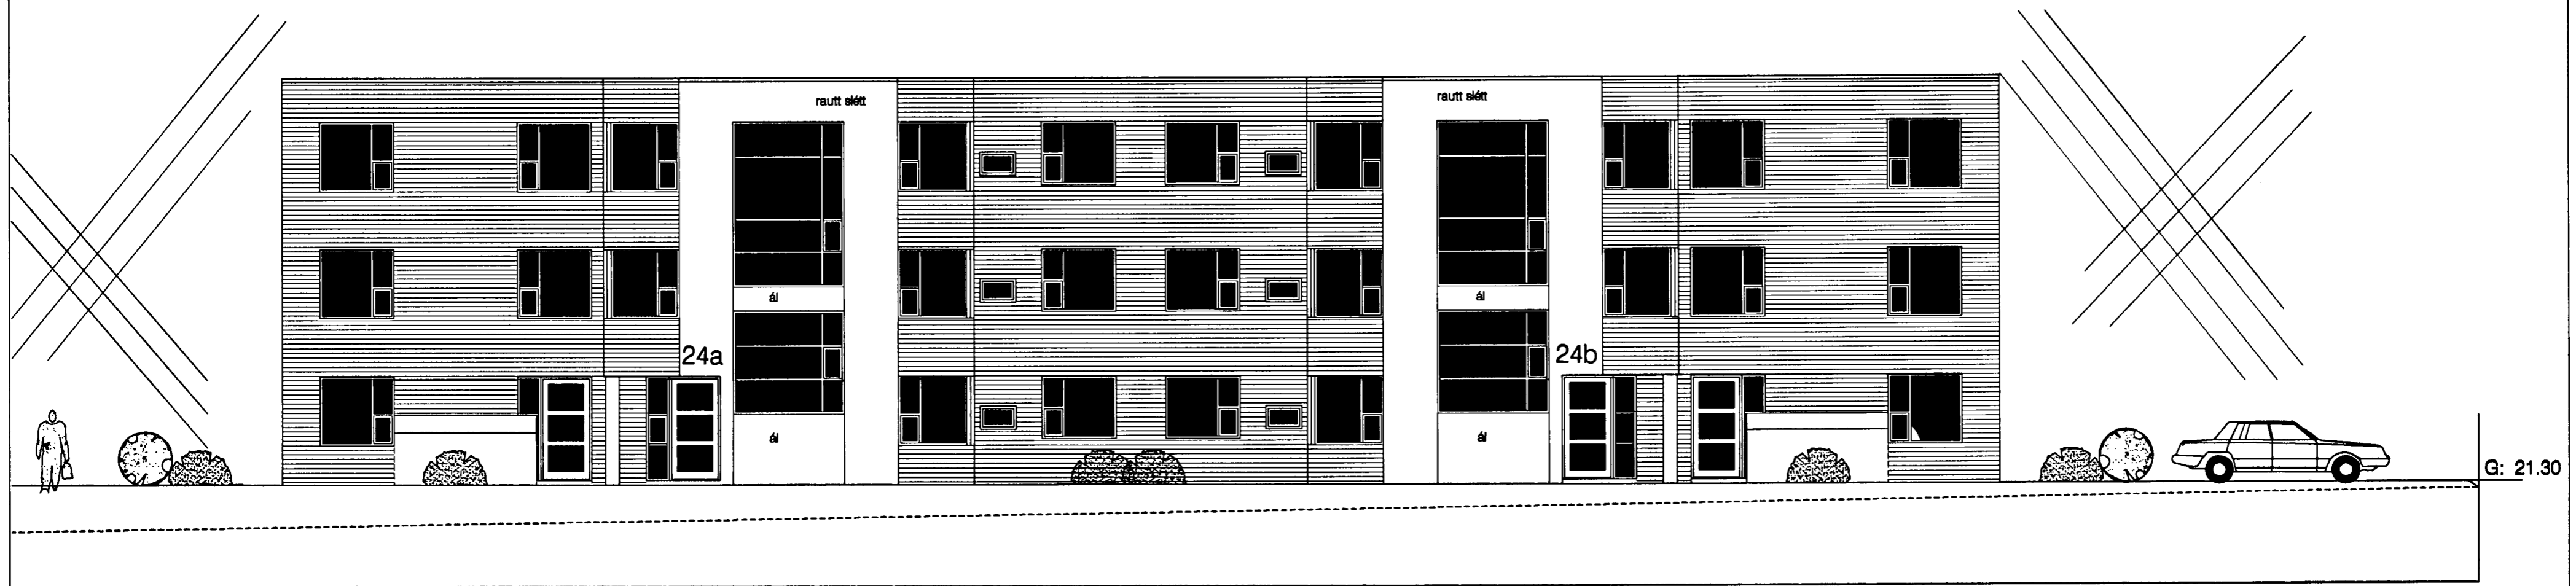 rautt slétt
rautt slétt
ál
ál
24a
24b
ál
ál
G: 21.30